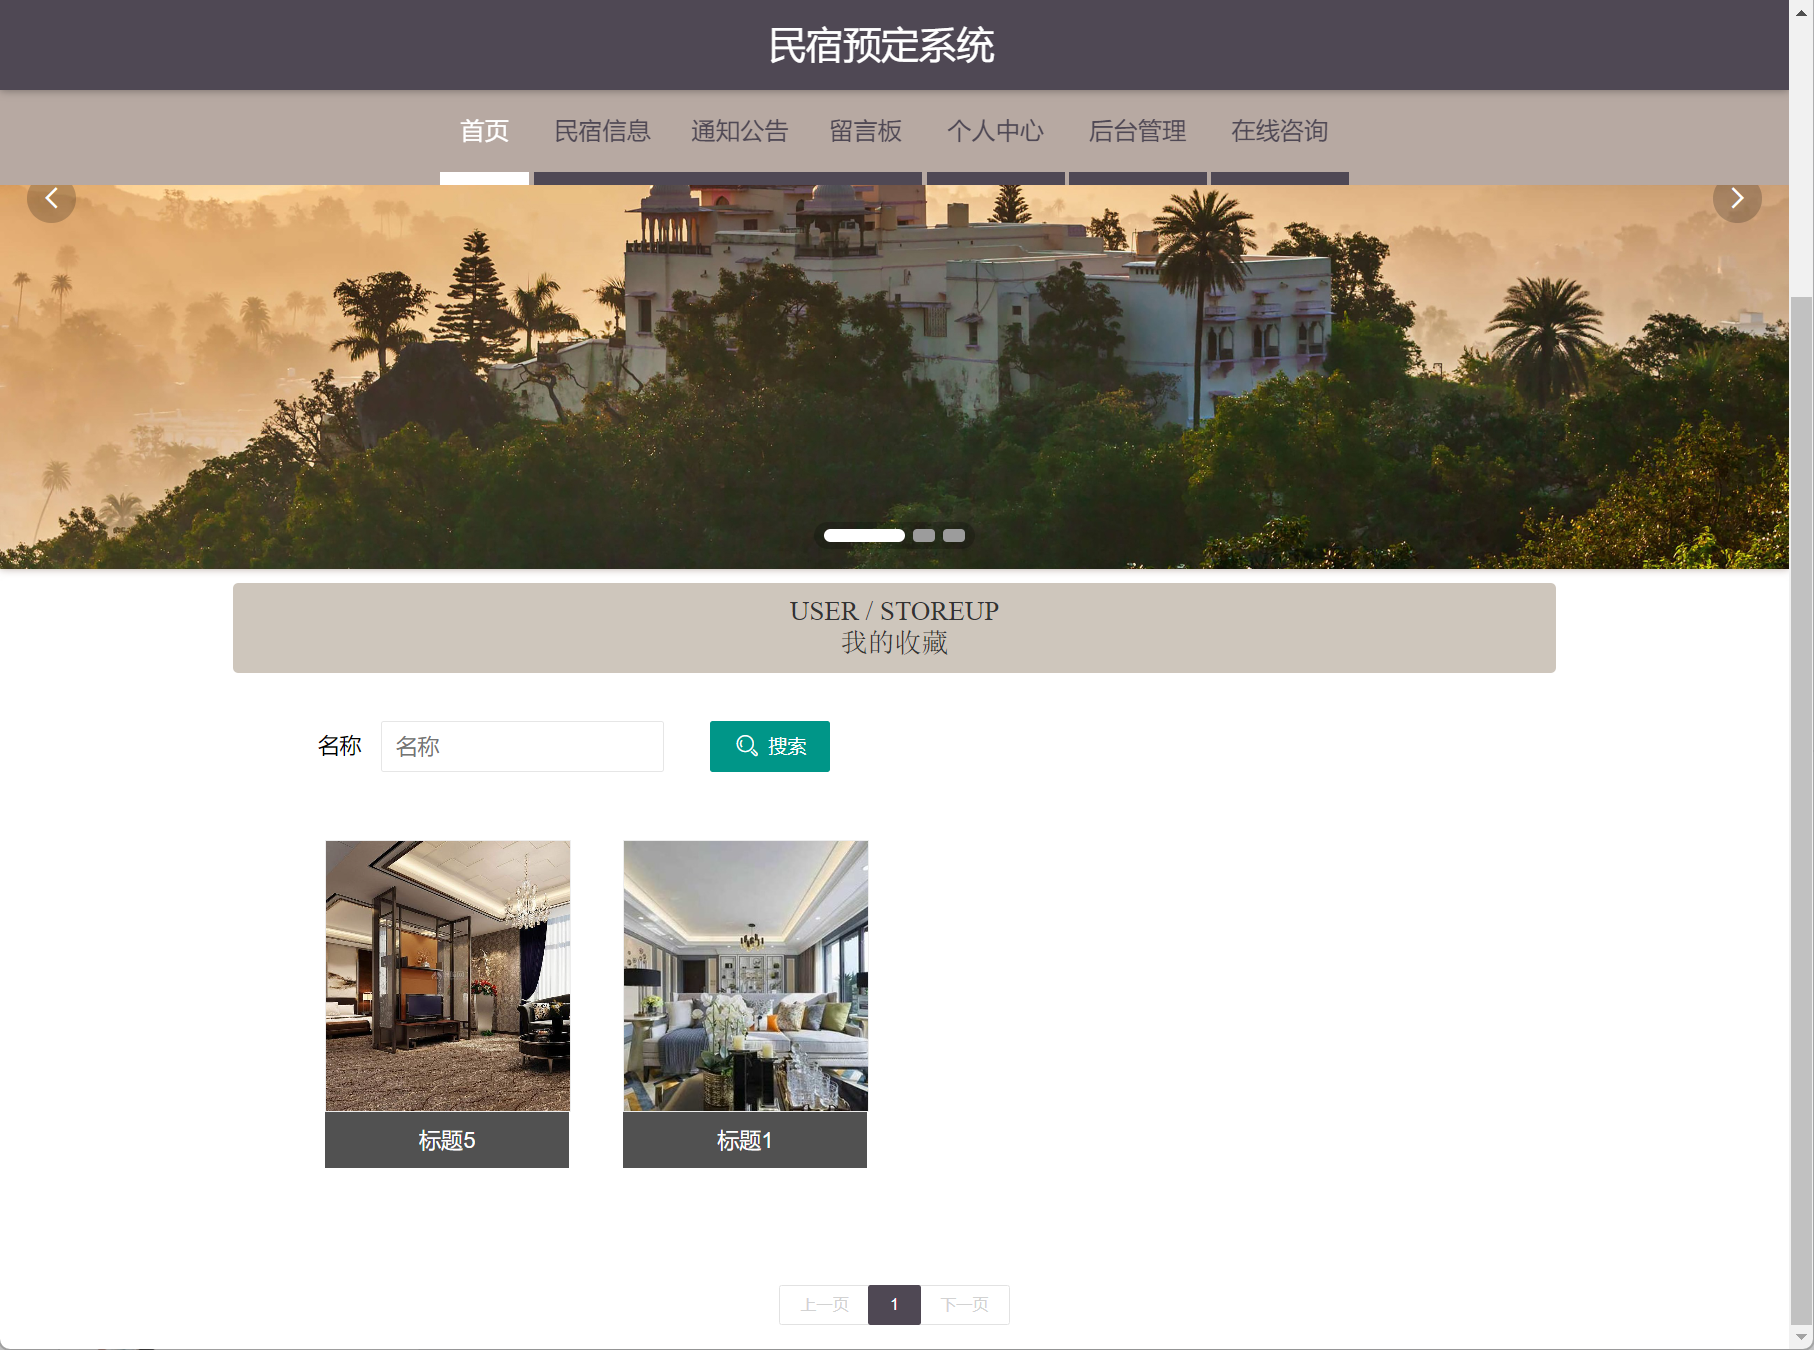 民宿预定系统
首页 民宿信息 通知公告 留言板 个人中心 后台管理 在线咨询
USER / STOREUP
我的收藏
名称 名称 搜索
标题5 标题1
上一页 1 下一页